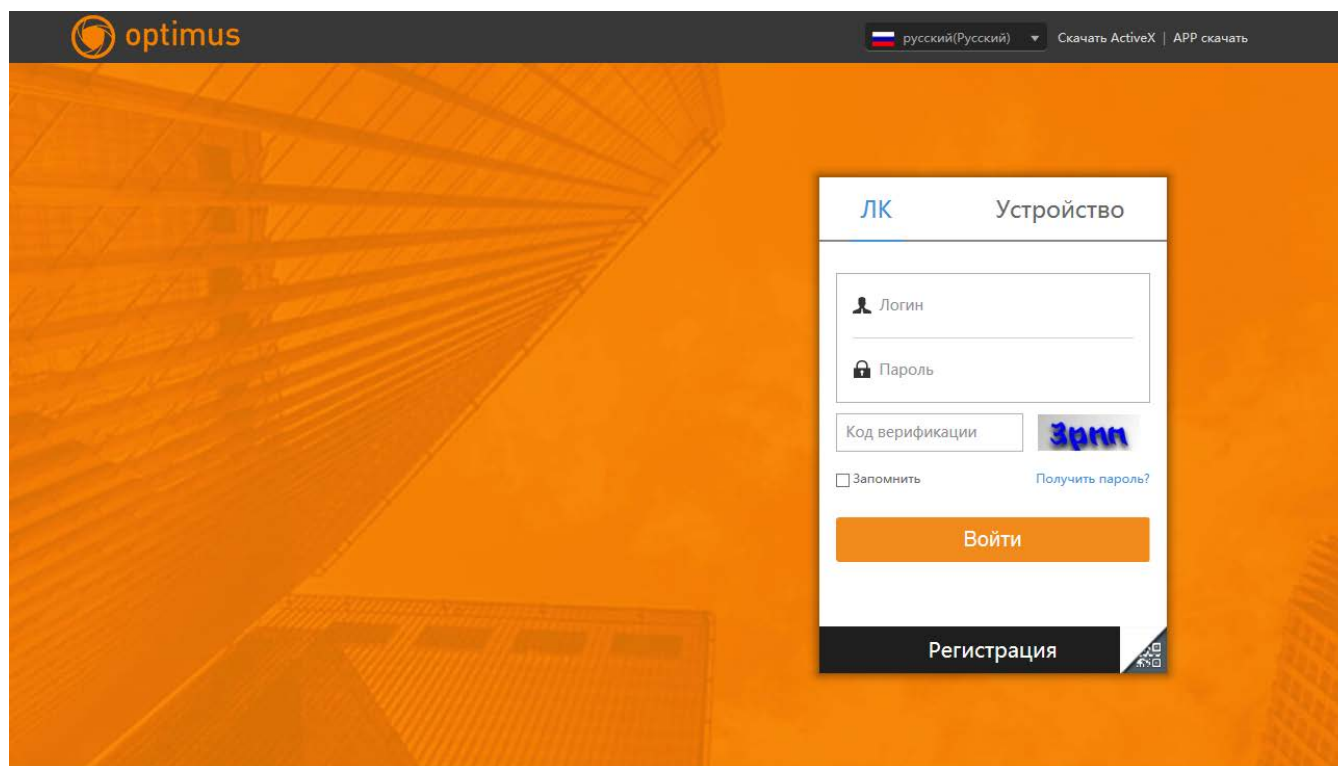 optimus
русский(Русский) Скачать ActiveX | APP скачать
ЛК Устройство
Логин
Пароль
Код верификации 3pnn
Запомнить Получить пароль?
Войти
Регистрация